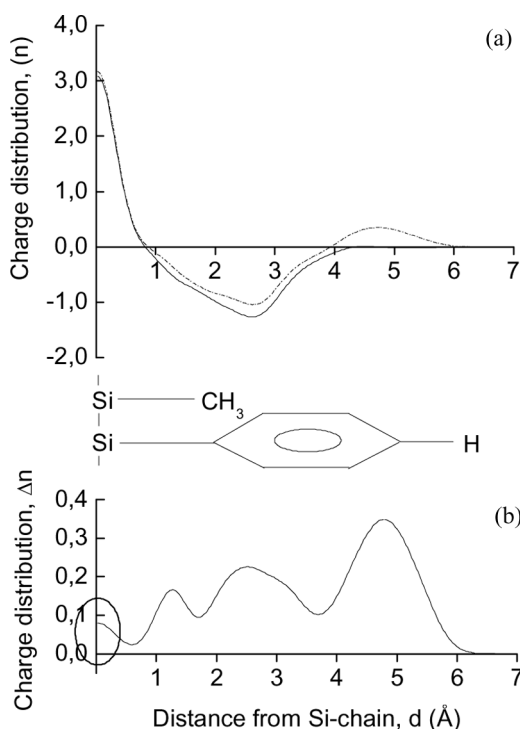 (a)
Charge distribution, (n)
4,0
3,0
2,0
1,0
0,0
-1,0
-2,0
1 2 3 4 5 6 7
Si CH3
Si H
(b)
Charge distribution, Δn
0,4
0,3
0,2
0,1
0,0
1 2 3 4 5 6 7
Distance from Si-chain, d (Å)